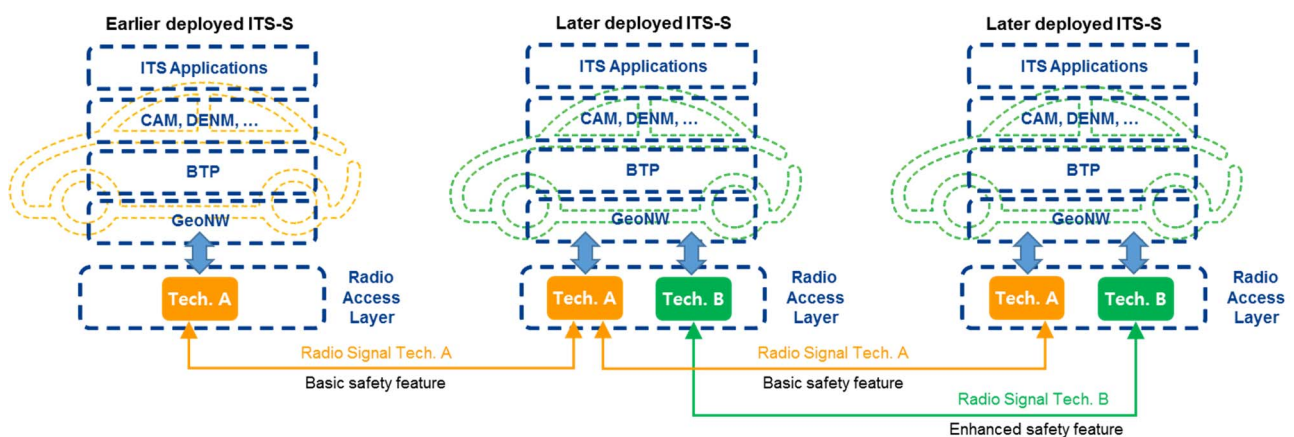 Earlier deployed ITS-S
Later deployed ITS-S
Later deployed ITS-S
ITS Applications
ITS Applications
ITS Applications
CAM, DENM, ...
CAM, DENM, ...
CAM, DENM, ...
BTP
BTP
BTP
GeoNW
GeoNW
GeoNW
Tech. A
Radio
Access
Layer
Tech. A
Tech. B
Radio
Access
Layer
Tech. A
Tech. B
Radio
Access
Layer
Radio Signal Tech. A
Basic safety feature
Radio Signal Tech. A
Basic safety feature
Radio Signal Tech. B
Enhanced safety feature